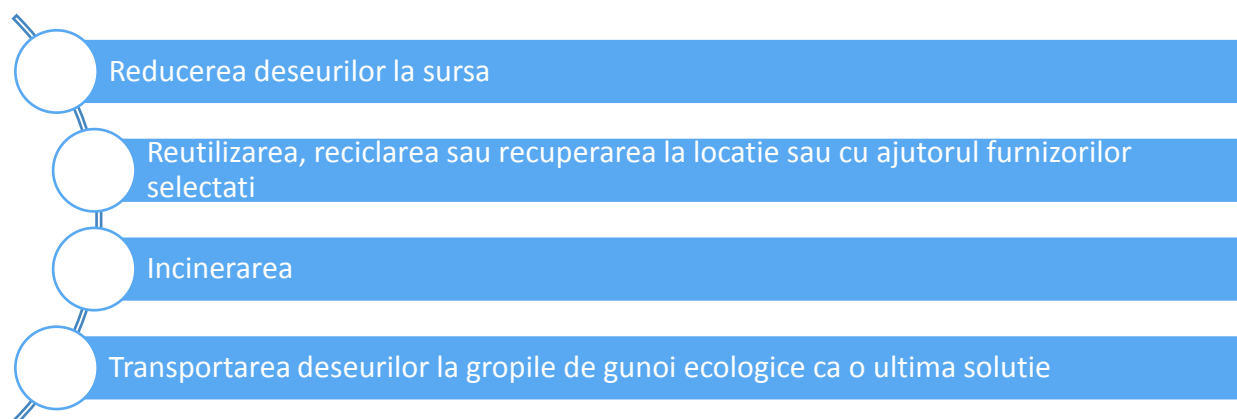 Reducerea deseurilor la sursa
Reutilizarea, reciclarea sau recuperarea la locatie sau cu ajutorul furnizorilor
selectati
Incinerarea
Transportarea deseurilor la gropile de gunoi ecologice ca o ultima solutie